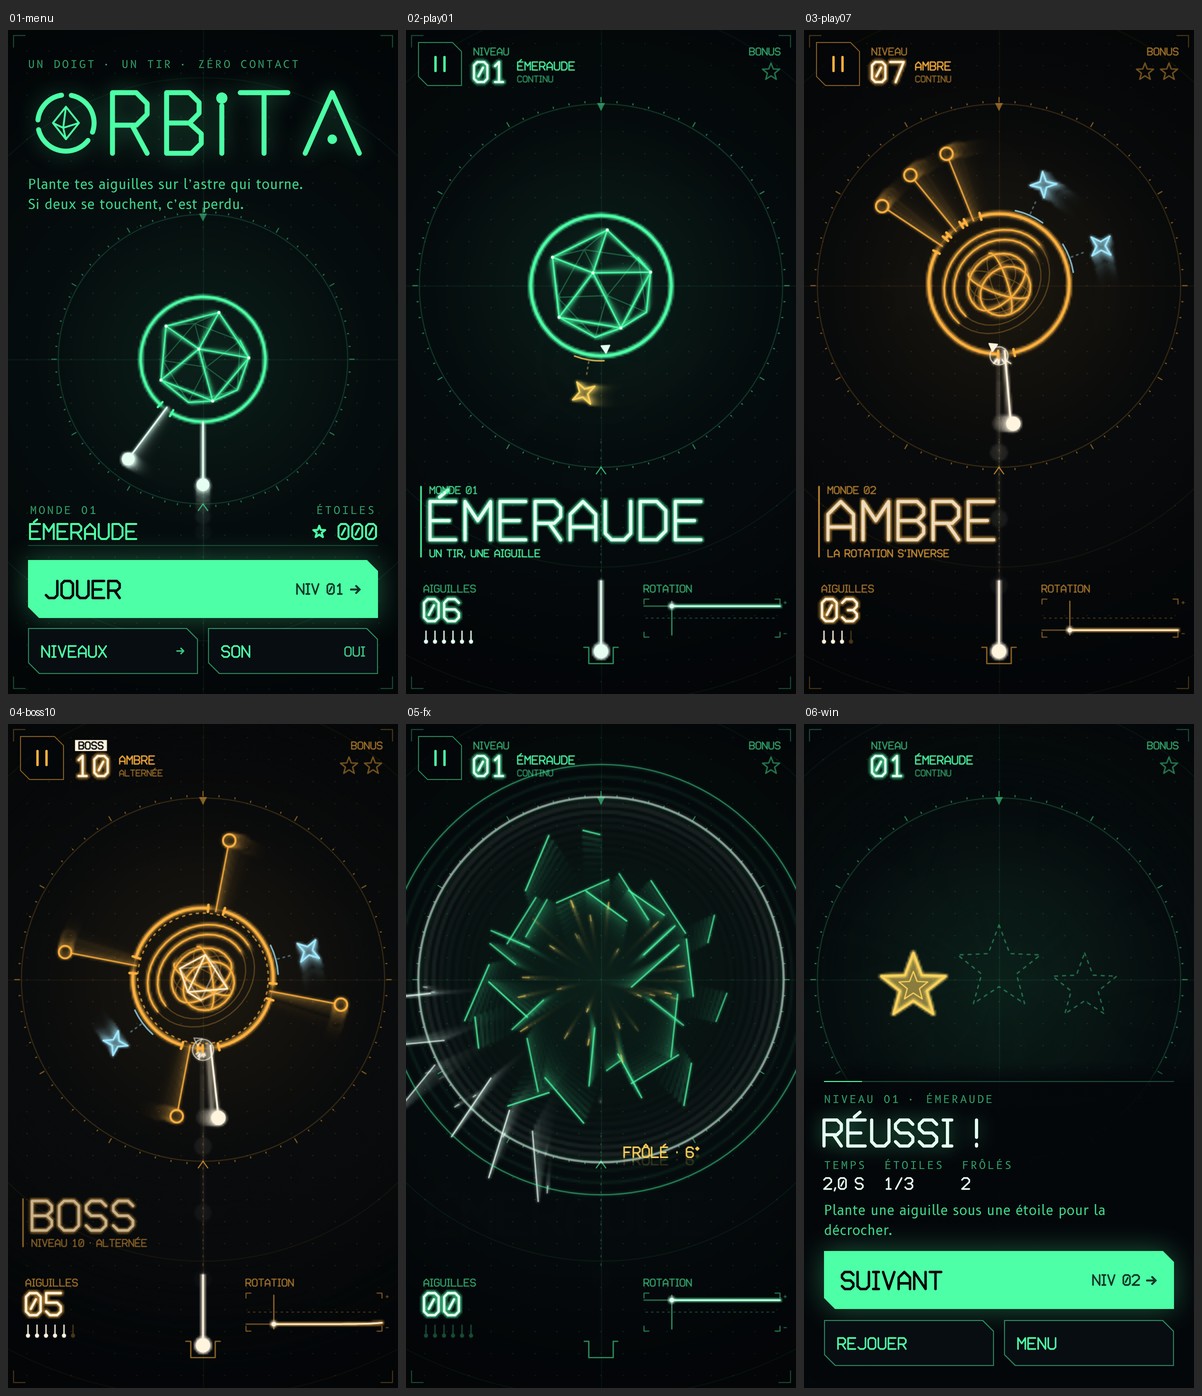 01-menu
UN DOIGT · UN TIR · ZÉRO CONTACT
ORBITA
Plante tes aiguilles sur l'astre qui tourne.
Si deux se touchent, c'est perdu.
MONDE 01
ÉTOILES
ÉMERAUDE
000
JOUER
NIV 01 →
NIVEAUX →
SON
OUI
02-play01
NIVEAU
01
ÉMERAUDE
CONTINU
BONUS
MONDE 01
ÉMERAUDE
UN TIR, UNE AIGUILLE
AIGUILLES
06
ROTATION
03-play07
NIVEAU
07
AMBRE
CONTINU
BONUS
MONDE 02
AMBRE
LA ROTATION S'INVERSE
AIGUILLES
03
ROTATION
04-boss10
BOSS
10
AMBRE
ALTERNÉE
BONUS
BOSS
NIVEAU 10 · ALTERNÉE
AIGUILLES
05
ROTATION
05-fx
NIVEAU
01
ÉMERAUDE
CONTINU
BONUS
FRÔLÉ · 6°
AIGUILLES
00
ROTATION
06-win
NIVEAU
01
ÉMERAUDE
CONTINU
BONUS
NIVEAU 01 · ÉMERAUDE
RÉUSSI !
TEMPS ÉTOILES FRÔLÉS
2,0 S 1/3 2
Plante une aiguille sous une étoile pour la
décrocher.
SUIVANT
NIV 02 →
REJOUER
MENU